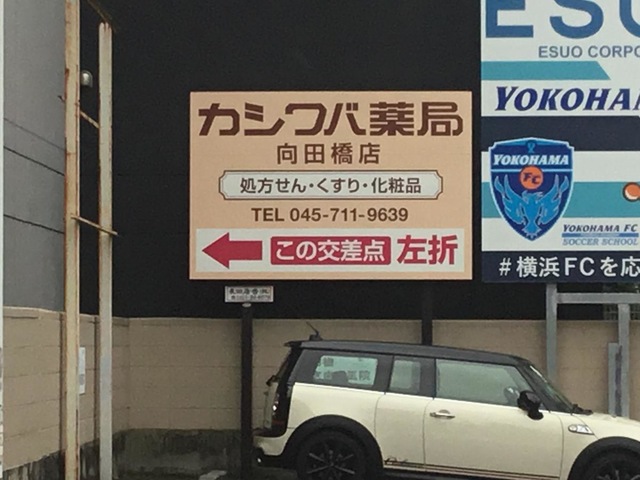 カシワバ薬局
向田橋店
処方せん・くすり・化粧品
TEL 045-711-9639
この交差点 左折
ESUO CORPO
YOKOHAMA
YOKOHAMA
FC
YOKOHAMA FC
SOCCER SCHOOL
#横浜FCを応